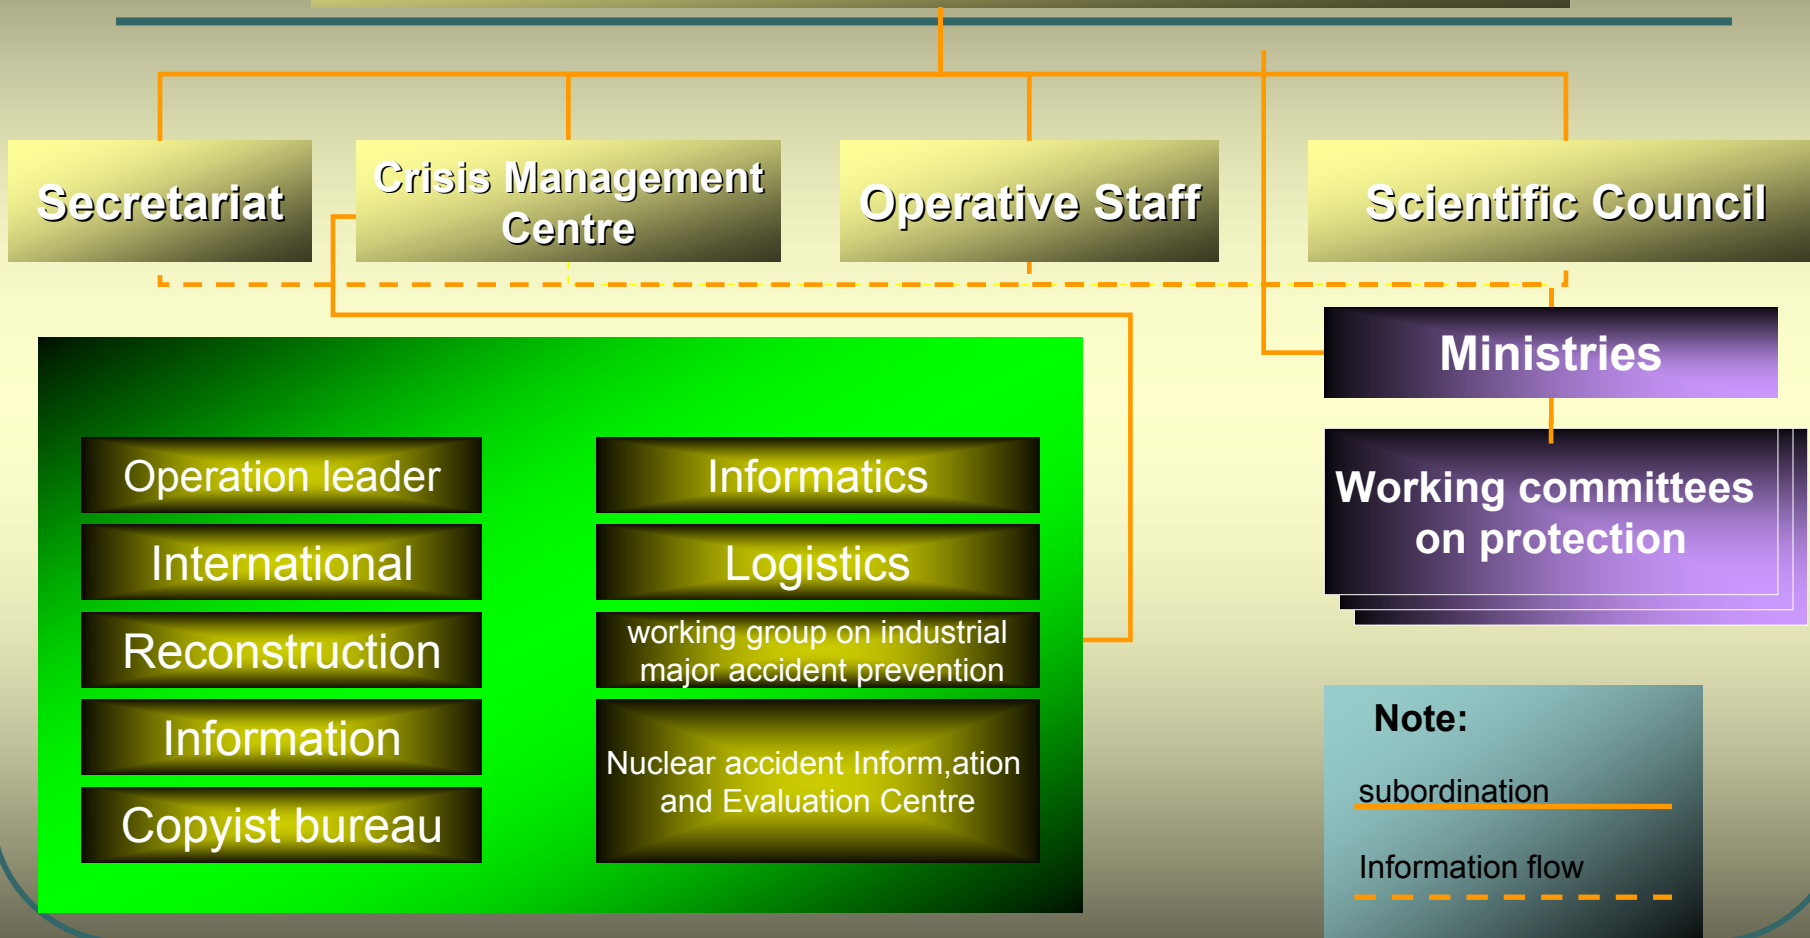 Secretariat
Crisis Management
Centre
Operative Staff
Scientific Council
Ministries
Working committees
on protection
Operation leader
International
Reconstruction
Information
Copyist bureau
Informatics
Logistics
working group on industrial
major accident prevention
Nuclear accident Inform,ation
and Evaluation Centre
Note:
subordination
Information flow